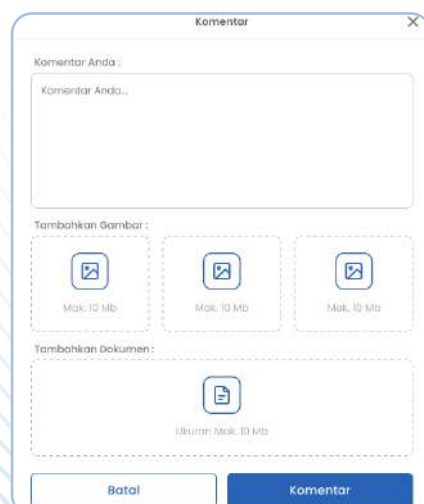 Komentar
Komentar Anda :
Komentar Anda...
Tambahkan Gambar :
Mak. 10 Mb
Mak. 10 Mb
Mak. 10 Mb
Tambahkan Dokumen :
Ukuran Mak. 10 Mb
Batal
Komentar